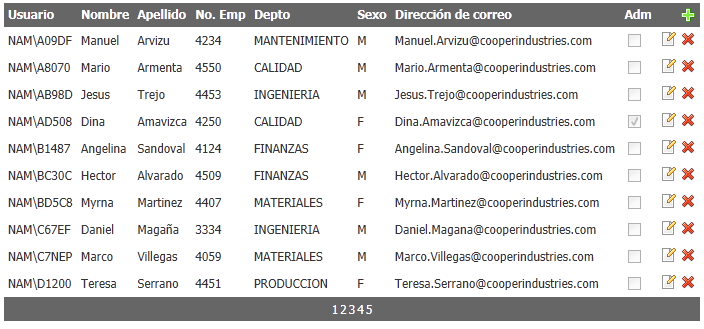 Usuario Nombre Apellido No. Emp Depto Sexo Dirección de correo Adm
NAM\A09DF Manuel Arvizu 4234 MANTENIMIENTO M Manuel.Arvizu@cooperindustries.com
NAM\A8070 Mario Armenta 4550 CALIDAD M Mario.Armenta@cooperindustries.com
NAM\AB98D Jesus Trejo 4453 INGENIERIA M Jesus.Trejo@cooperindustries.com
NAM\AD508 Dina Amavizca 4250 CALIDAD F Dina.Amavizca@cooperindustries.com
NAM\B1487 Angelina Sandoval 4124 FINANZAS F Angelina.Sandoval@cooperindustries.com
NAM\BC30C Hector Alvarado 4509 FINANZAS M Hector.Alvarado@cooperindustries.com
NAM\BD5C8 Myrna Martinez 4407 MATERIALES F Myrna.Martinez@cooperindustries.com
NAM\C67EF Daniel Magaña 3334 INGENIERIA M Daniel.Magana@cooperindustries.com
NAM\C7NEP Marco Villegas 4059 MATERIALES M Marco.Villegas@cooperindustries.com
NAM\D1200 Teresa Serrano 4451 PRODUCCION F Teresa.Serrano@cooperindustries.com
1 2 3 4 5